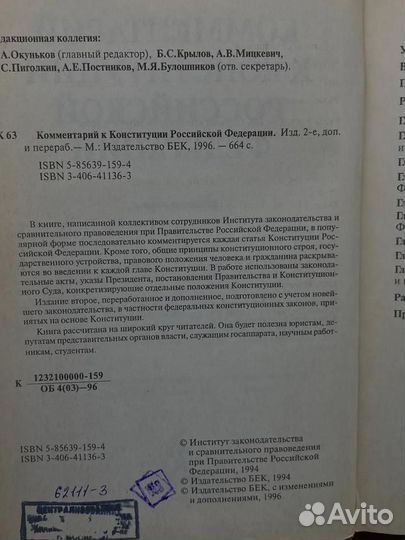 дакционная коллегия:
А.Окуньков (главный редактор), Б.С.Крылов, А.В.Мицкевич,
С.Пиголкин, А.Е.Постников, М.Я.Булошников (отв. секретарь).
К 63 Комментарий к Конституции Российской Федерации. Изд. 2-е, доп.
и перераб.— М.: Издательство БЕК, 1996. — 664 с.
ISBN 5-85639-159-4
ISBN 3-406-41136-3
В книге, написанной коллективом сотрудников Института законодательства и
сравнительного правоведения при Правительстве Российской Федерации, в попу-
лярной форме последовательно комментируется каждая статья Конституции Рос-
сийской Федерации. Кроме того, общие принципы конституционного строя, госу-
дарственного устройства, правового положения человека и гражданина раскрыва-
ются во введении к каждой главе Конституции. В работе использованы законода-
тельные акты, указы Президента, постановления Правительства и Конституционно-
го Суда, конкретизирующие отдельные положения Конституции.
Издание второе, переработанное и дополненное, подготовлено с учетом новей-
шего законодательства, в частности федеральных конституционных законов, при-
нятых на основе Конституции.
Книга рассчитана на широкий круг читателей. Она будет полезна юристам, де-
путатам представительных органов власти, служащим госаппарата, научным работ-
никам, студентам.
К 1232100000-159
ОБ 4(03)—96
ISBN 5-85639-159-4
ISBN 3-406-41136-3
© Институт законодательства
и сравнительного правоведения
при Правительстве Российской
Федерации, 1994
© Издательство БЕК, 1994
© Издательство БЕК, с изменениями
и дополнениями, 1996
62111-3
ЦЕНТРАЛИЗОВАННАЯ
Avito